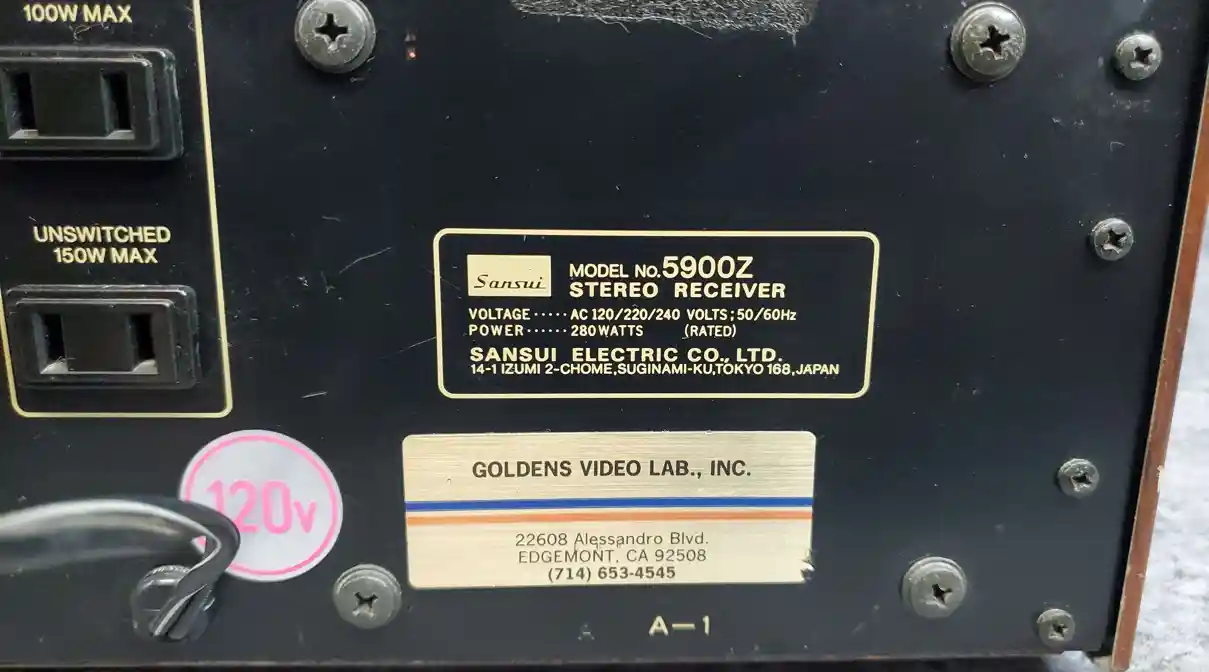 100W MAX
UNSWITCHED
150W MAX
Sansui
MODEL No.5900Z
STEREO RECEIVER
VOLTAGE·····AC 120/220/240 VOLTS;50/60Hz
POWER······280WATTS (RATED)
SANSUI ELECTRIC CO., LTD.
14-1 IZUMI 2-CHOME,SUGINAMI-KU,TOKYO 168,JAPAN
120v
GOLDENS VIDEO LAB., INC.
22608 Alessandro Blvd.
EDGEMONT, CA 92508
(714) 653-4545
A A—1